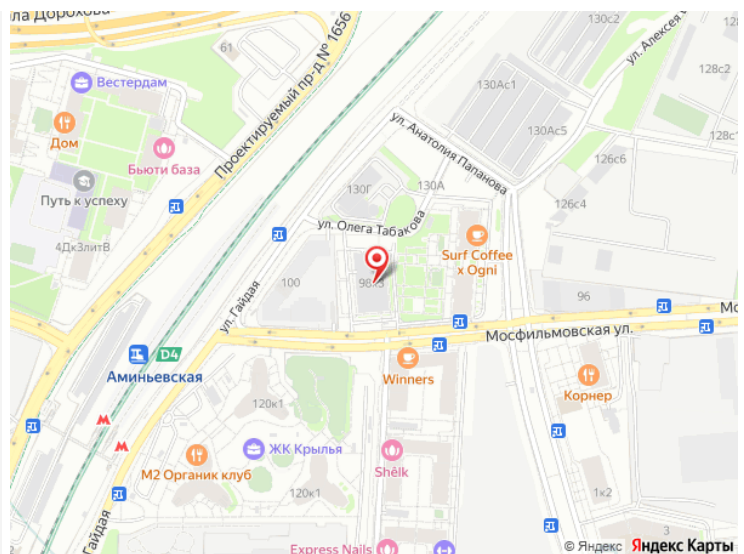 ла Дорохова
Проектируемый пр-д № 1656
61
130с2
ул. Алексея
128с2
Вестердам
130Ас1
Дом
ул. Анатолия Папанова
130Ас5
128с1
Бьюти база
126с6
Путь к успеху
130Г
130А
126с4
ул. Олега Табакова
4Дк3литВ
Surf Coffee
x Ogni
100
ул. Гайдая
96
Мосфильмовская ул.
Мо
D4
Аминьевская
Winners
Корнер
120к1
ЖК Крылья
М2 Органик клуб
Shêlk
120к1
1к2
Гайдая
Express Nails
3
© Яндекс Яндекс Карты